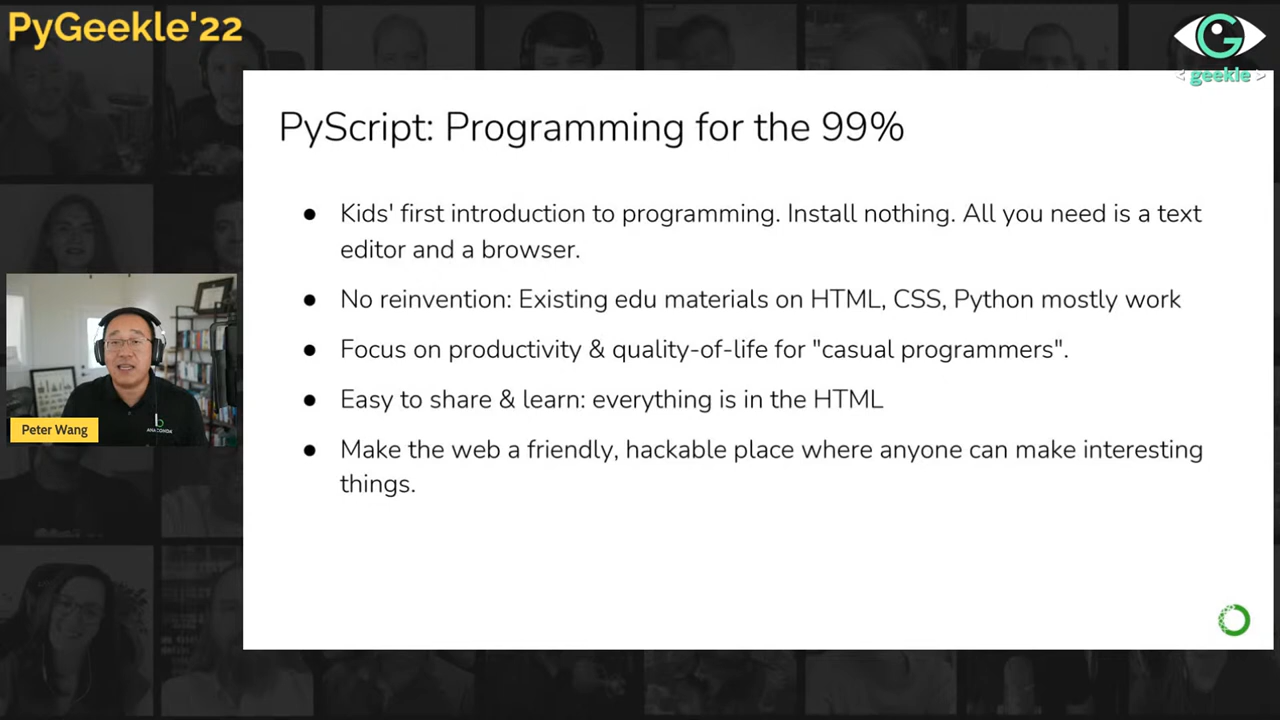 PyGeekle'22
< geekle >
PyScript: Programming for the 99%
● Kids' first introduction to programming. Install nothing. All you need is a text
editor and a browser.
● No reinvention: Existing edu materials on HTML, CSS, Python mostly work
● Focus on productivity & quality-of-life for "casual programmers".
● Easy to share & learn: everything is in the HTML
● Make the web a friendly, hackable place where anyone can make interesting
things.
ANACONDA
Peter Wang